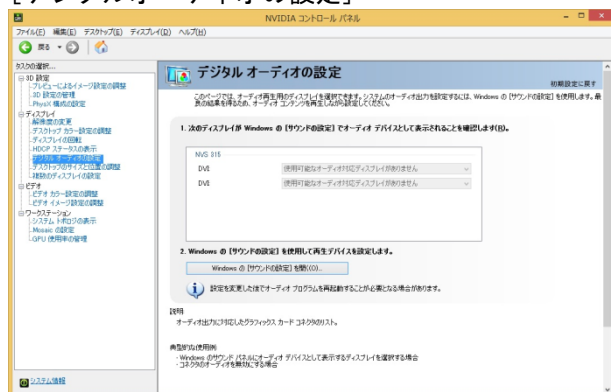 [デジタル オーディオの設定]
NVIDIA コントロール パネル
ファイル(F) 編集(E) デスクトップ(T) ディスプレイ(D) ヘルプ(H)
戻る
タスクの選択...
3D 設定
プレビューによるイメージ設定の調整
3D 設定の管理
PhysX 構成の設定
ディスプレイ
解像度の変更
デスクトップ カラー設定の調整
ディスプレイの回転
HDCP ステータスの表示
デジタル オーディオの設定
デスクトップのサイズと位置の調整
複数のディスプレイの設定
ビデオ
ビデオ カラー設定の調整
ビデオ イメージ設定の調整
ワークステーション
システム トポロジの表示
Mosaic の設定
GPU 使用率の管理
システム情報
デジタル オーディオの設定
初期設定に戻す
このページでは、オーディオ再生用のディスプレイを選択できます。システムのオーディオ出力を設定するには、Windows の [サウンドの設定] を使用します。最
良の結果を得るため、オーディオ コンテンツを再生しながら設定してください。
1. 次のディスプレイが Windows の [サウンドの設定] でオーディオ デバイスとして表示されることを確認します(R)。
NVS 315
DVI: 使用可能なオーディオ対応ディスプレイがありません
DVI: 使用可能なオーディオ対応ディスプレイがありません
2. Windows の [サウンドの設定] を使用して再生デバイスを設定します。
Windows の [サウンドの設定] を開く(O)...
設定を変更した後でオーディオ プログラムを再起動することが必要となる場合があります。
説明
オーディオ出力に対応したグラフィックス カード コネクタのリスト。
典型的な使用例
・Windows のサウンド パネルにオーディオ デバイスとして表示するディスプレイを選択する場合
・コネクタのオーディオを無効にする場合